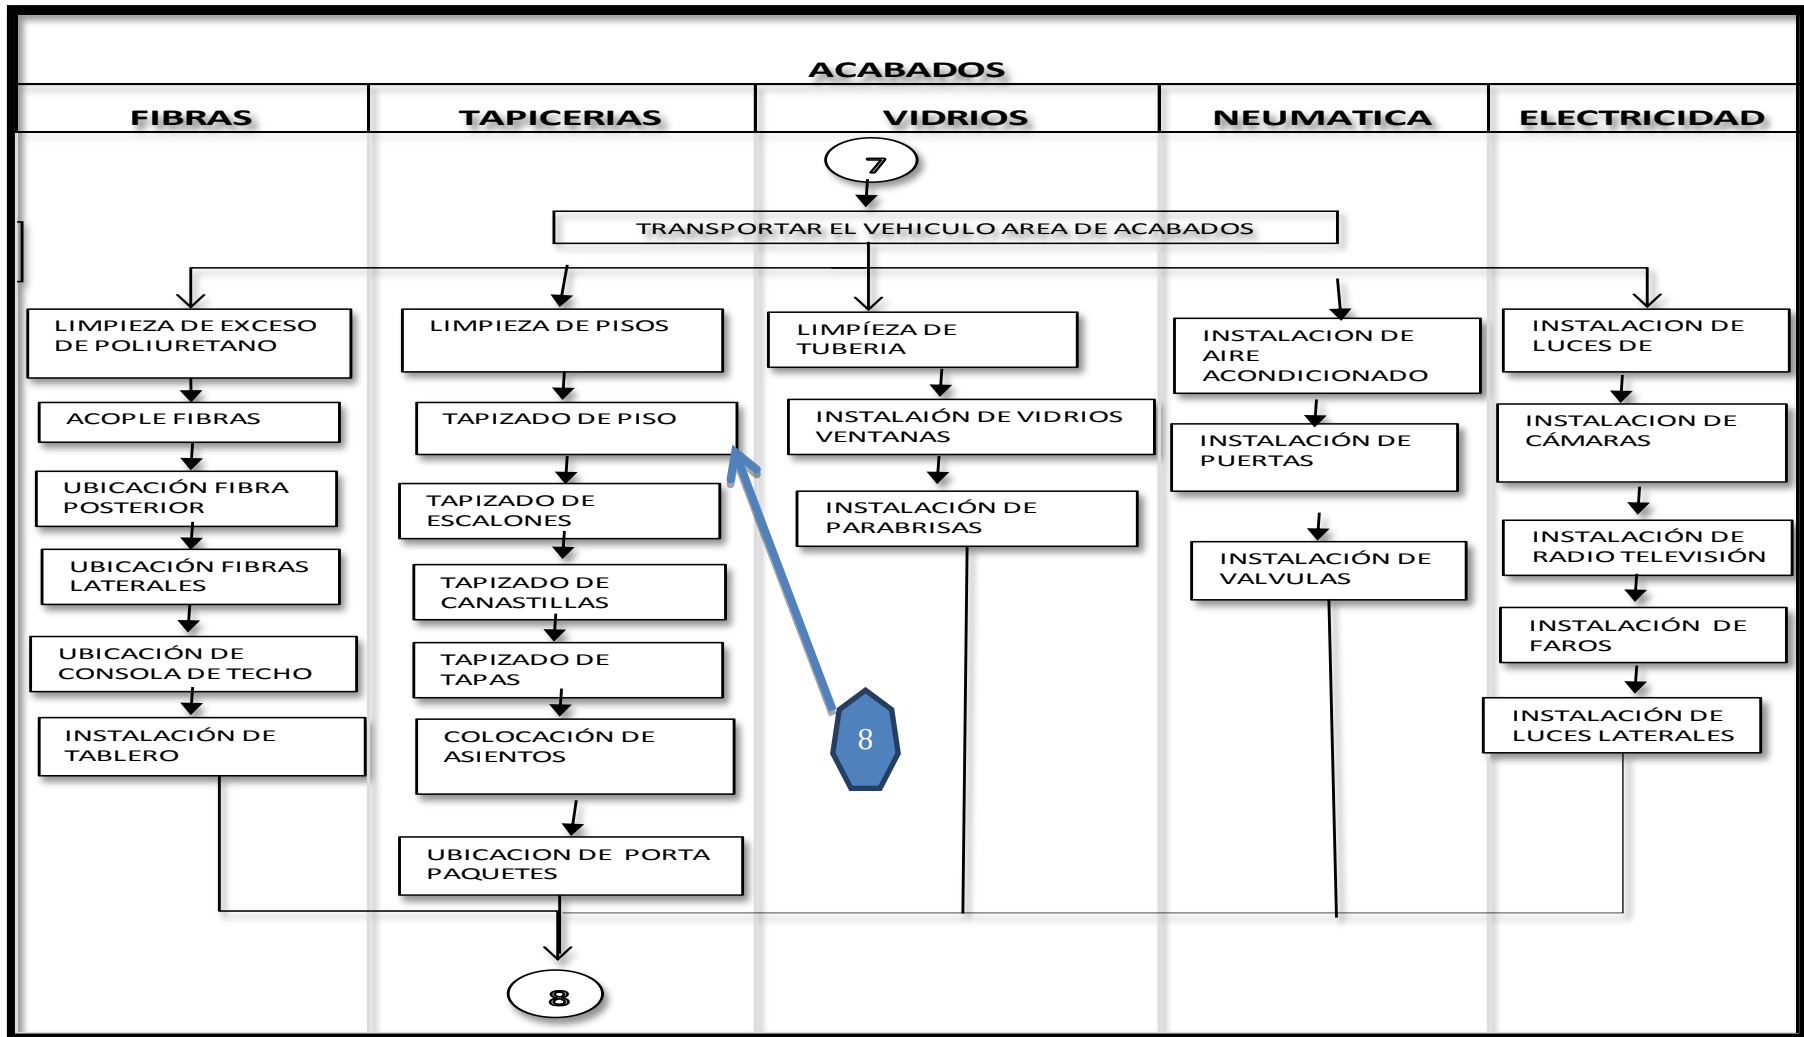 ACABADOS
FIBRAS
TAPICERIAS
VIDRIOS
NEUMATICA
ELECTRICIDAD
7
TRANSPORTAR EL VEHICULO AREA DE ACABADOS
LIMPIEZA DE EXCESO
DE POLIURETANO
ACOPLE FIBRAS
UBICACIÓN FIBRA
POSTERIOR
UBICACIÓN FIBRAS
LATERALES
UBICACIÓN DE
CONSOLA DE TECHO
INSTALACIÓN DE
TABLERO
LIMPIEZA DE PISOS
TAPIZADO DE PISO
TAPIZADO DE
ESCALONES
TAPIZADO DE
CANASTILLAS
TAPIZADO DE
TAPAS
COLOCACIÓN DE
ASIENTOS
UBICACION DE  PORTA
PAQUETES
LIMPÍEZA DE
TUBERIA
INSTALAIÓN DE VIDRIOS
VENTANAS
INSTALACIÓN DE
PARABRISAS
8
INSTALACION DE
AIRE
ACONDICIONADO
INSTALACIÓN DE
PUERTAS
INSTALACIÓN DE
VALVULAS
INSTALACION DE
LUCES DE
INSTALACION DE
CÁMARAS
INSTALACIÓN DE
RADIO TELEVISIÓN
INSTALACIÓN  DE
FAROS
INSTALACIÓN DE
LUCES LATERALES
8